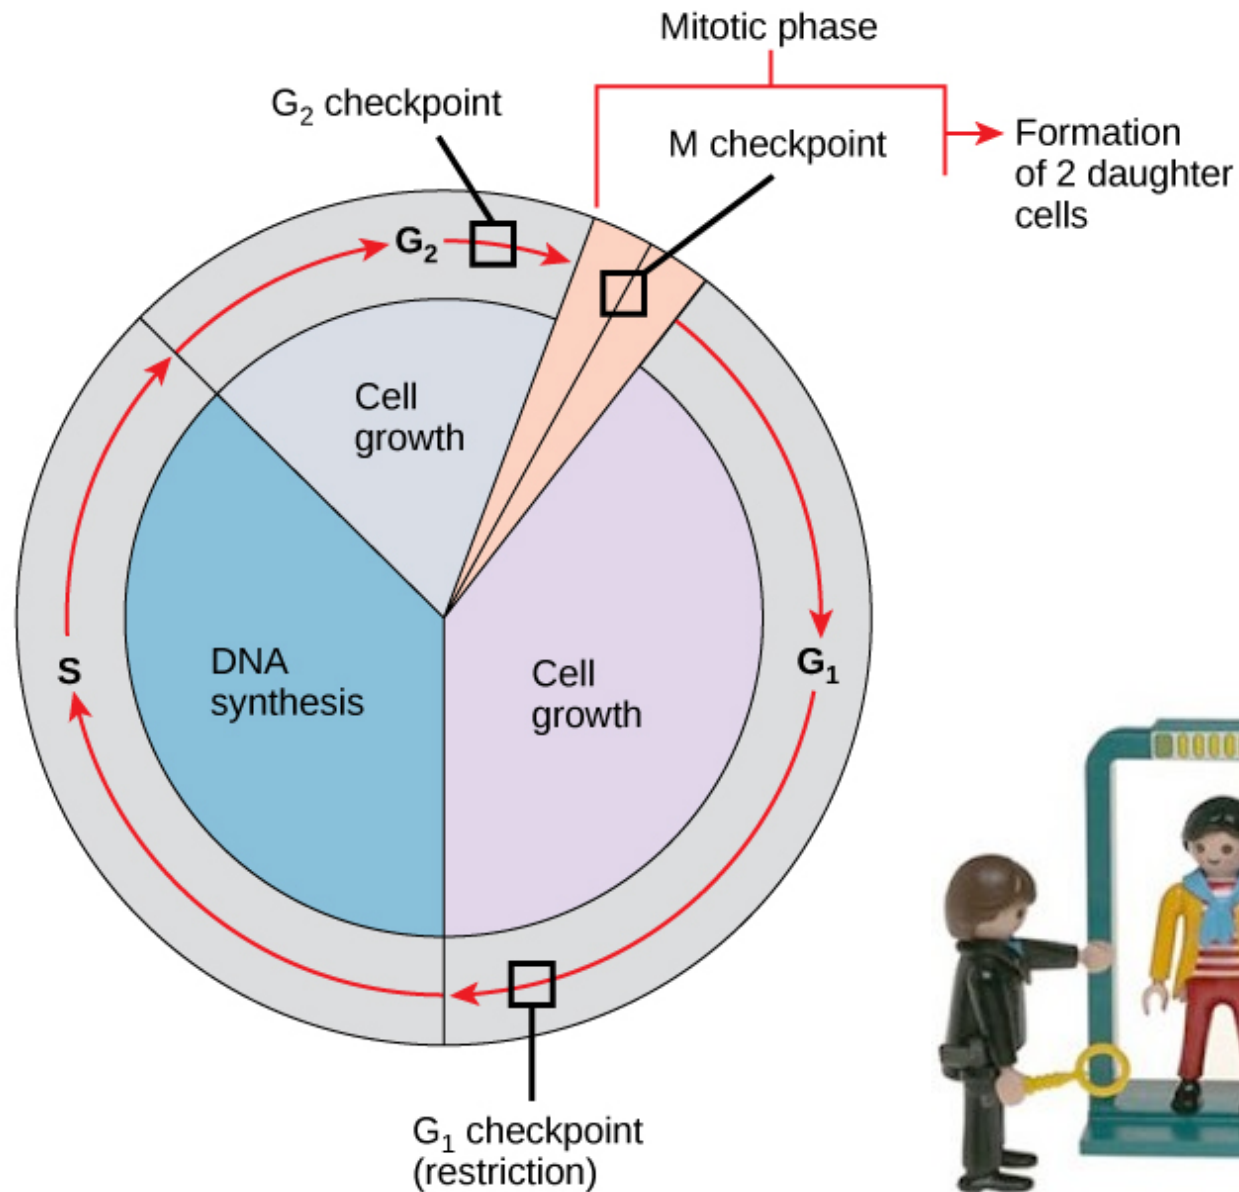 Mitotic phase
G₂ checkpoint
M checkpoint
Formation
of 2 daughter
cells
G₂
Cell
growth
S
DNA
synthesis
Cell
growth
G₁
G₁ checkpoint
(restriction)